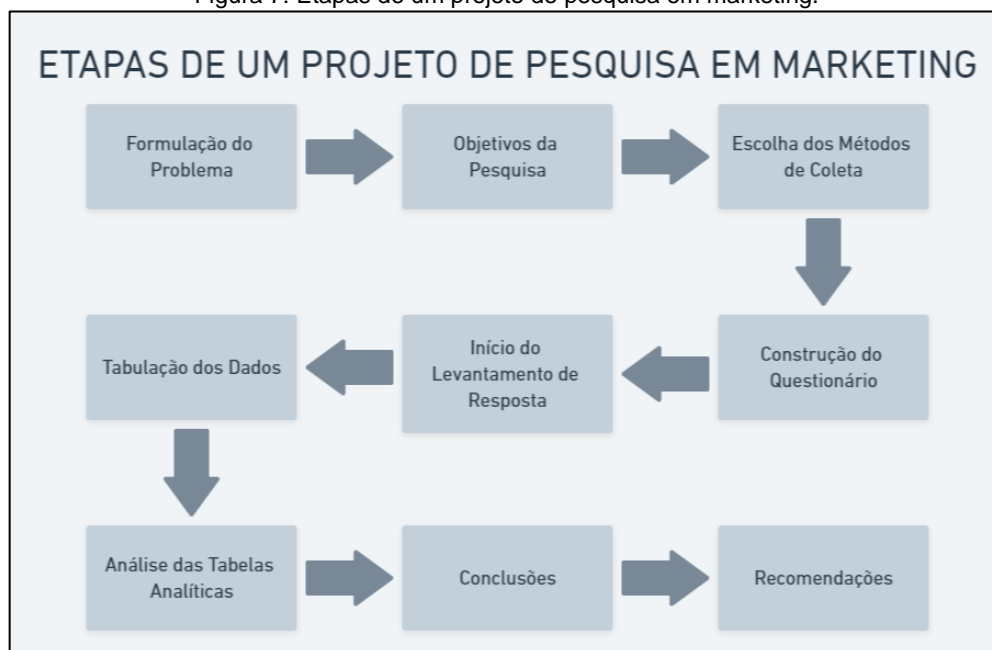 Figura 7: Etapas de um projeto de pesquisa em marketing.
ETAPAS DE UM PROJETO DE PESQUISA EM MARKETING
Formulação do
Problema
Objetivos da
Pesquisa
Escolha dos Métodos
de Coleta
Construção do
Questionário
Início do
Levantamento de
Resposta
Tabulação dos Dados
Análise das Tabelas
Analíticas
Conclusões
Recomendações